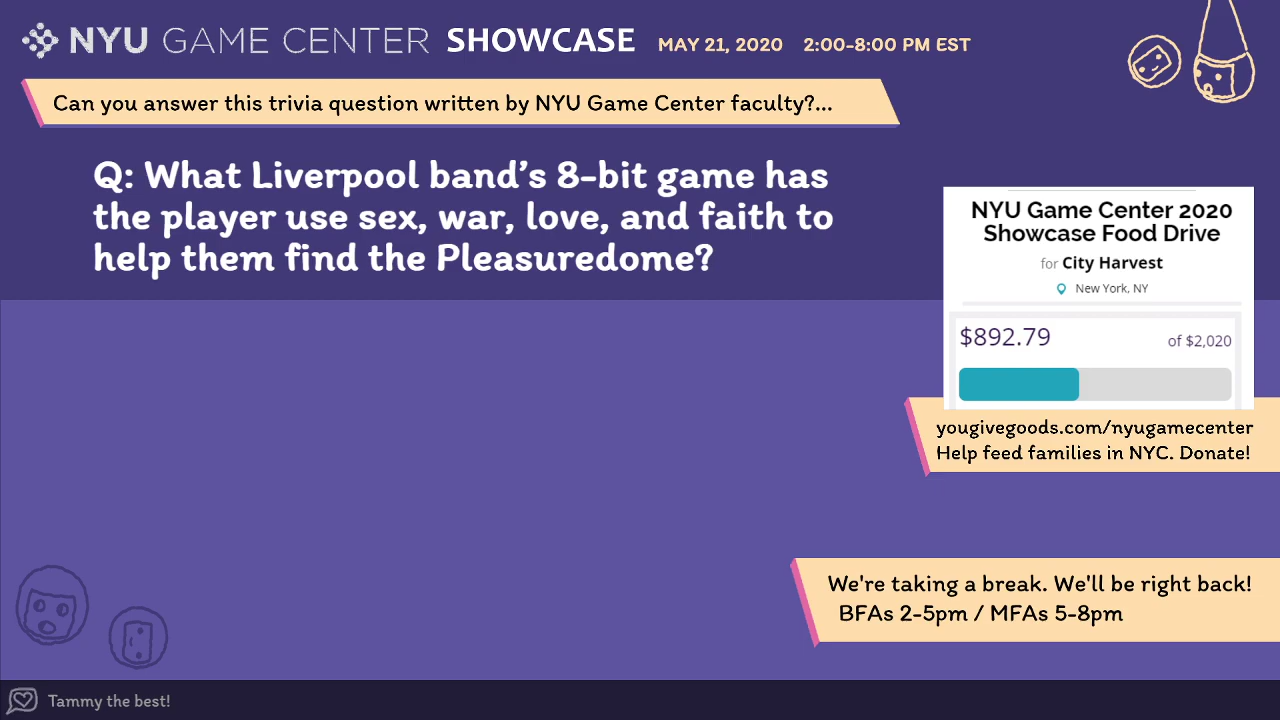 NYU GAME CENTER SHOWCASE MAY 21, 2020 2:00-8:00 PM EST
Can you answer this trivia question written by NYU Game Center faculty?...
Q: What Liverpool band's 8-bit game has
the player use sex, war, love, and faith to
help them find the Pleasuredome?
NYU Game Center 2020
Showcase Food Drive
for City Harvest
New York, NY
$892.79 of $2,020
yougivegoods.com/nyugamecenter
Help feed families in NYC. Donate!
We're taking a break. We'll be right back!
BFAs 2-5pm / MFAs 5-8pm
Tammy the best!